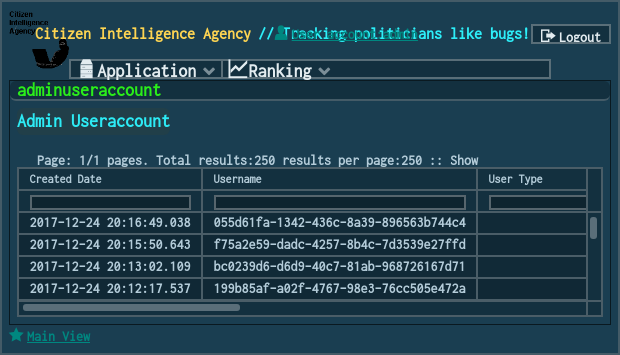 Citizen
Intelligence
Agency
Citizen Intelligence Agency // Tracking politicians like bugs!
Logout
Application
Ranking
adminuseraccount
Admin Useraccount
Page: 1/1 pages. Total results:250 results per page:250 :: Show
Created Date Username User Type
2017-12-24 20:16:49.038 055d61fa-1342-436c-8a39-896563b744c4
2017-12-24 20:15:50.643 f75a2e59-dadc-4257-8b4c-7d3539e27ffd
2017-12-24 20:13:02.109 bc0239d6-d6d9-40c7-81ab-968726167d71
2017-12-24 20:12:17.537 199b85af-a02f-4767-98e3-76cc505e472a
Main View